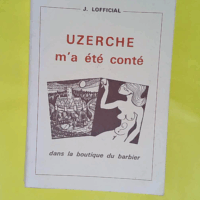 J. LOFFICIAL
UZERCHE
m'a été conté
dans la boutique du barbier